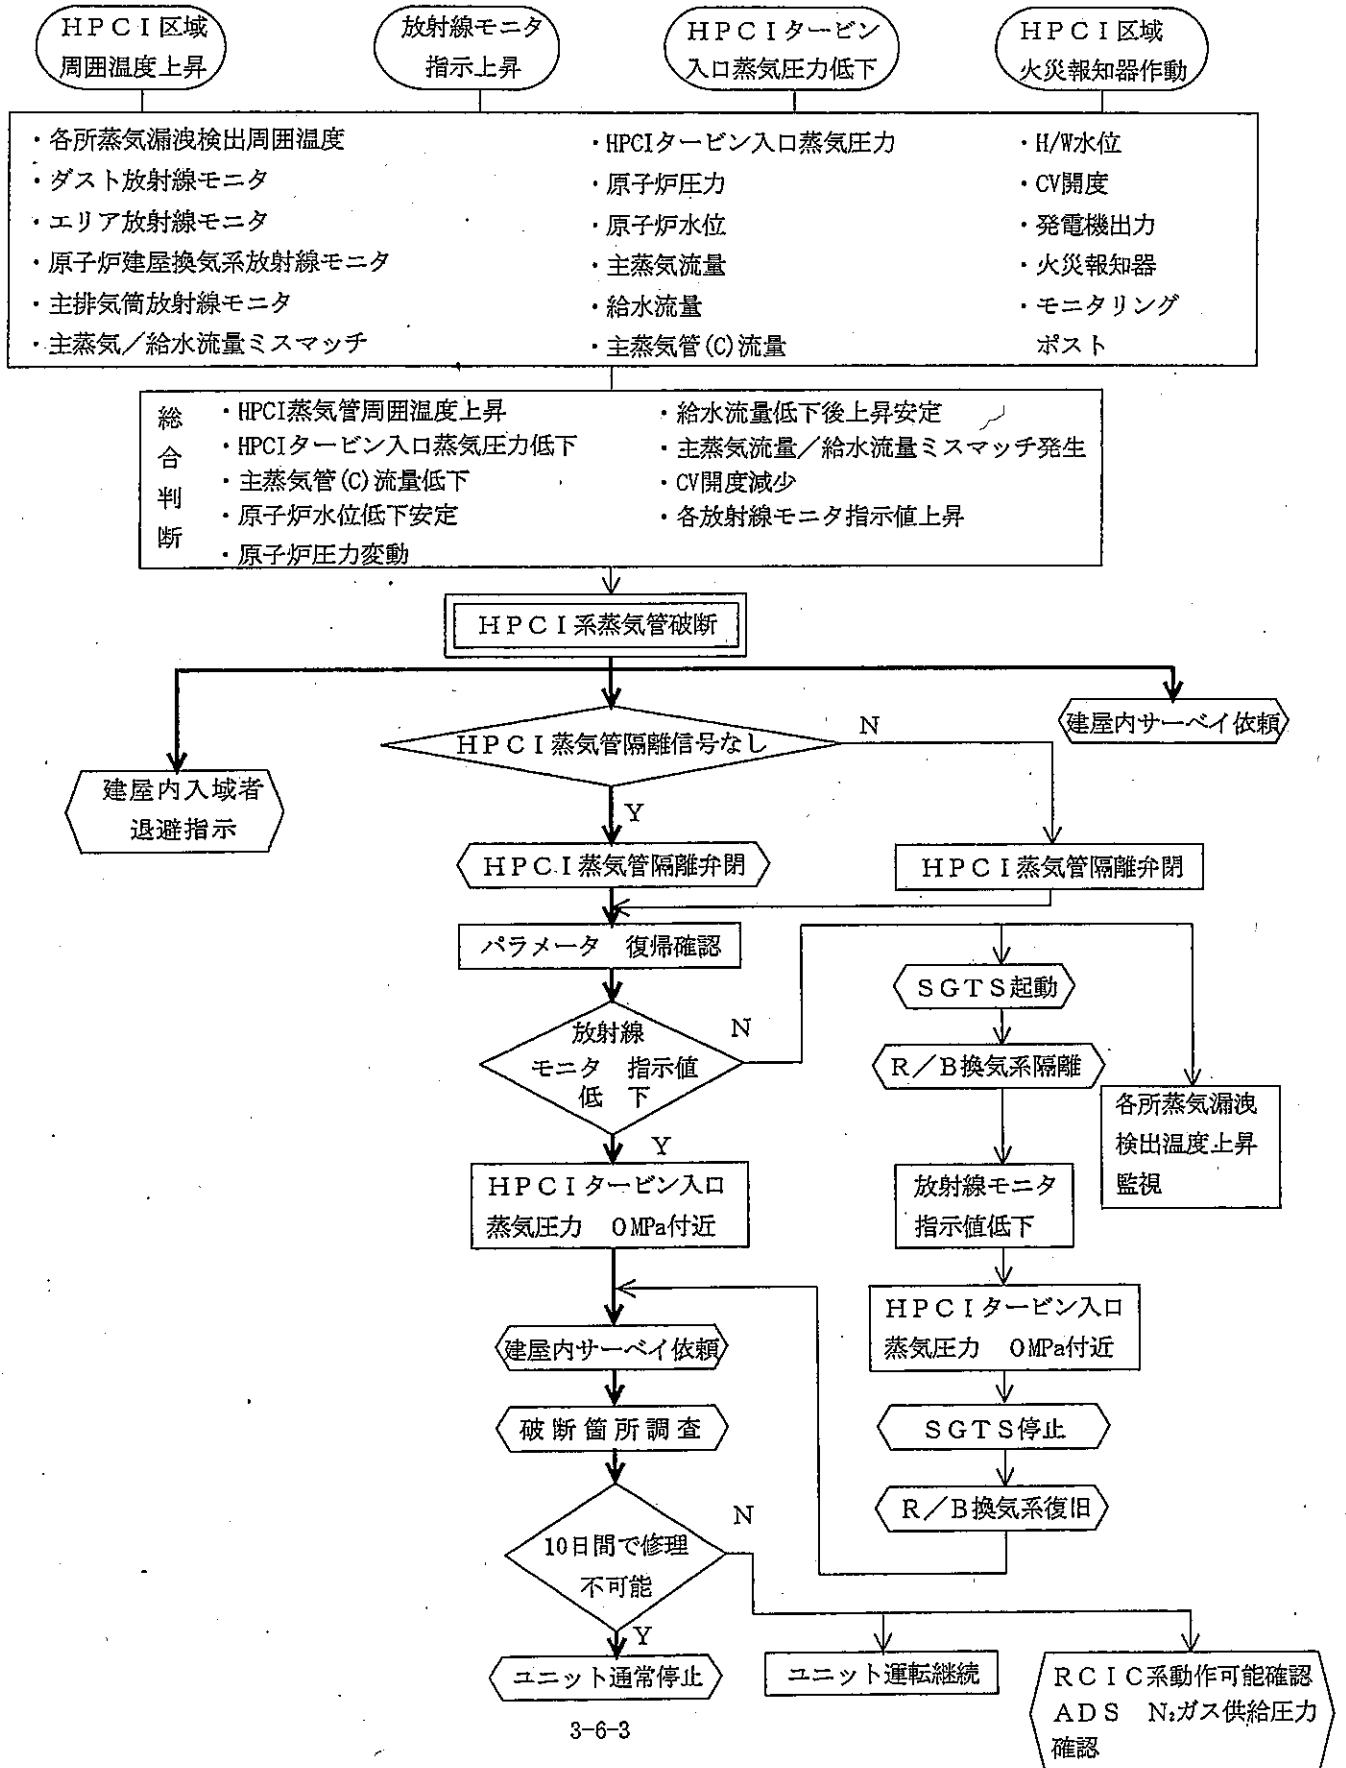 ＨＰＣＩ区域
周囲温度上昇
放射線モニタ
指示上昇
ＨＰＣＩタービン
入口蒸気圧力低下
ＨＰＣＩ区域
火災報知器作動
・各所蒸気漏洩検出周囲温度
・ダスト放射線モニタ
・エリア放射線モニタ
・原子炉建屋換気系放射線モニタ
・主排気筒放射線モニタ
・主蒸気／給水流量ミスマッチ
・HPCIタービン入口蒸気圧力
・原子炉圧力
・原子炉水位
・主蒸気流量
・給水流量
・主蒸気管(C)流量
・H/W水位
・CV開度
・発電機出力
・火災報知器
・モニタリング
ポスト
総合判断
・HPCI蒸気管周囲温度上昇
・HPCIタービン入口蒸気圧力低下
・主蒸気管(C)流量低下
・原子炉水位低下安定
・原子炉圧力変動
・給水流量低下後上昇安定
・主蒸気流量／給水流量ミスマッチ発生
・CV開度減少
・各放射線モニタ指示値上昇
ＨＰＣＩ系蒸気管破断
建屋内サーベイ依頼
ＨＰＣＩ蒸気管隔離信号なし
N
建屋内入域者
退避指示
Y
ＨＰＣＩ蒸気管隔離弁閉
ＨＰＣＩ蒸気管隔離弁閉
パラメータ　復帰確認
放射線
モニタ　指示値
低　下
N
Y
ＳＧＴＳ起動
Ｒ／Ｂ換気系隔離
各所蒸気漏洩
検出温度上昇
監視
ＨＰＣＩタービン入口
蒸気圧力　０MPa付近
放射線モニタ
指示値低下
ＨＰＣＩタービン入口
蒸気圧力　０MPa付近
建屋内サーベイ依頼
破断箇所調査
ＳＧＴＳ停止
Ｒ／Ｂ換気系復旧
10日間で修理
不可能
N
Y
ユニット通常停止
ユニット運転継続
ＲＣＩＣ系動作可能確認
ＡＤＳ　N₂ガス供給圧力
確認
3-6-3